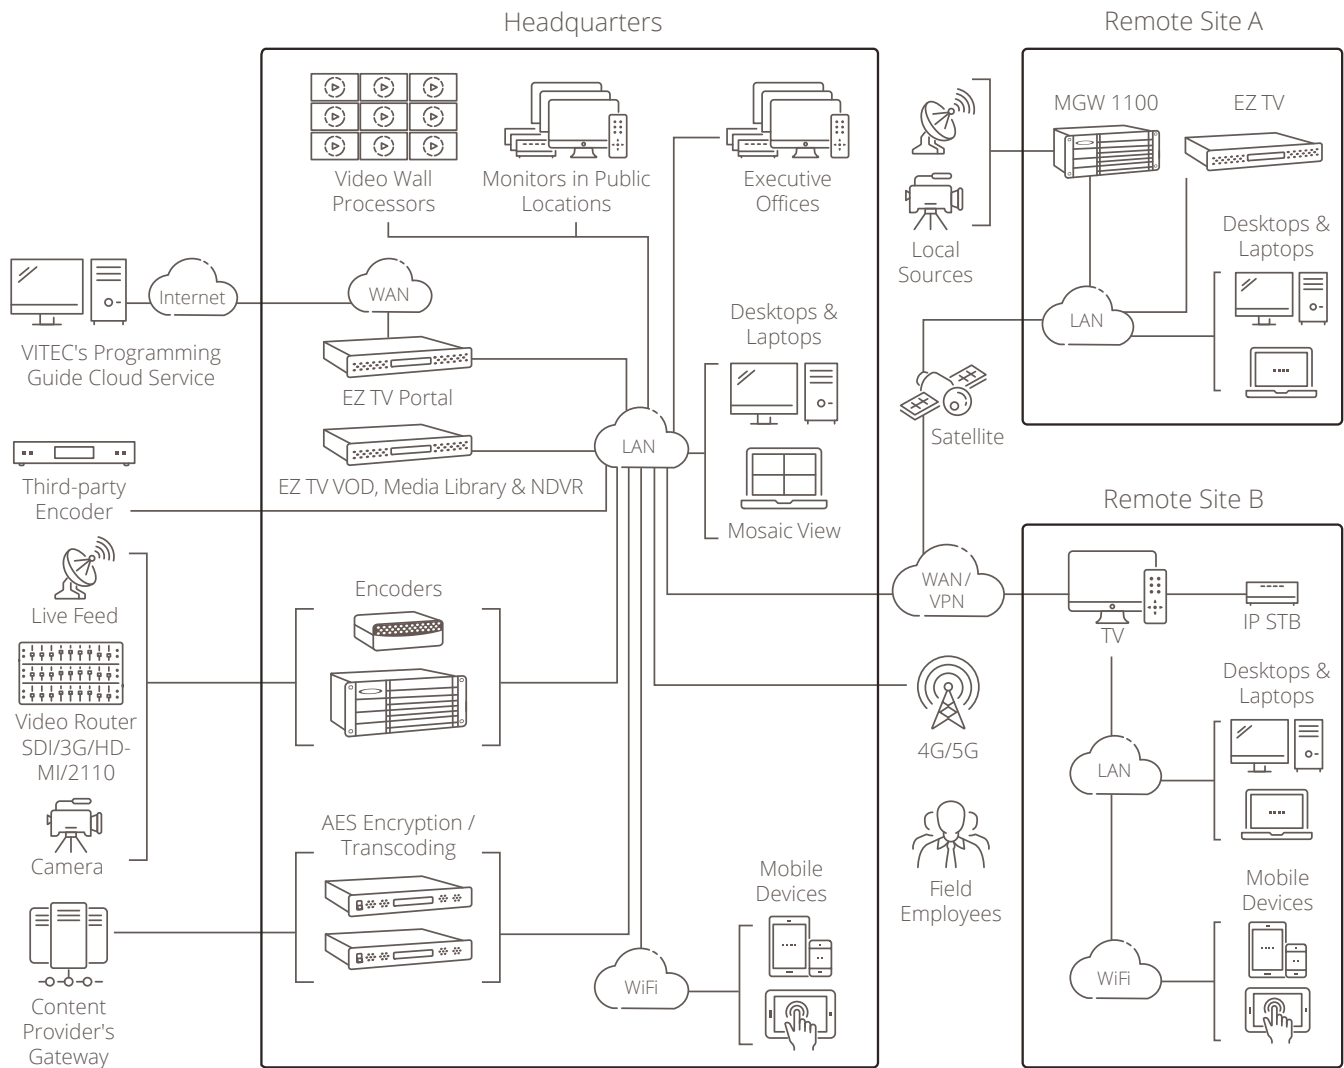 Headquarters
Video Wall
Processors
Monitors in Public
Locations
Executive
Offices
VITEC's Programming
Guide Cloud Service
Internet
WAN
EZ TV Portal
EZ TV VOD, Media Library & NDVR
LAN
Desktops &
Laptops
Mosaic View
Third-party
Encoder
Live Feed
Video Router
SDI/3G/HD-
MI/2110
Camera
Content
Provider's
Gateway
Encoders
AES Encryption /
Transcoding
WiFi
Mobile
Devices
Local
Sources
Satellite
WAN/
VPN
4G/5G
Field
Employees
Remote Site A
MGW 1100
EZ TV
Desktops &
Laptops
LAN
Remote Site B
TV
IP STB
Desktops &
Laptops
LAN
Mobile
Devices
WiFi